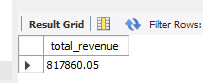 Result Grid Filter Rows:
total_revenue
817860.05